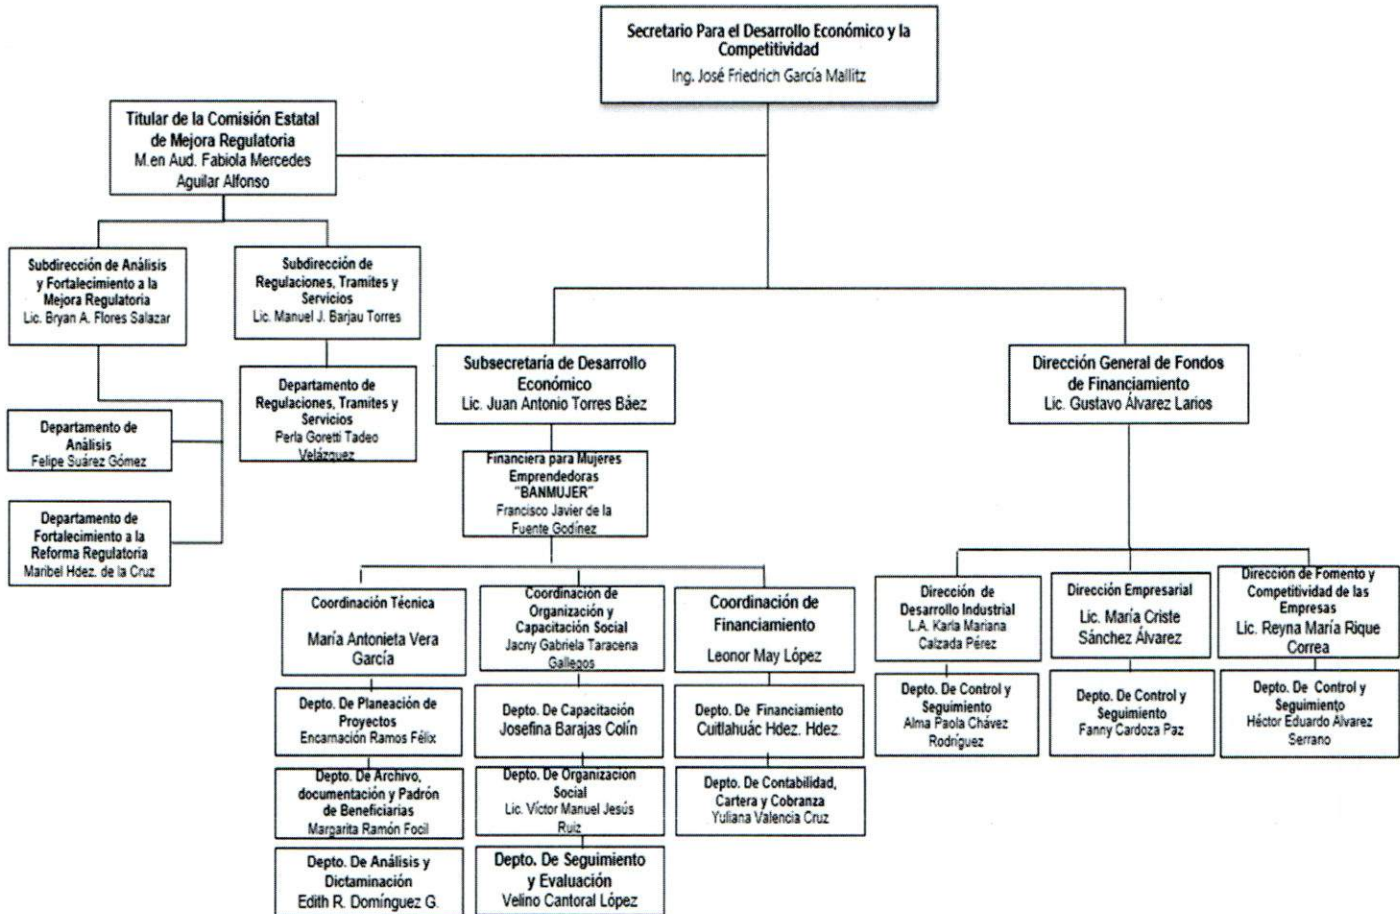 Secretario Para el Desarrollo Económico y la
Competitividad
Ing. José Friedrich García Mallitz
Titular de la Comisión Estatal
de Mejora Regulatoria
M.en Aud. Fabiola Mercedes
Aguilar Alfonso
Subdirección de Análisis
y Fortalecimiento a la
Mejora Regulatoria
Lic. Bryan A. Flores Salazar
Subdirección de
Regulaciones, Tramites y
Servicios
Lic. Manuel J. Barjau Torres
Departamento de
Análisis
Felipe Suárez Gómez
Departamento de
Fortalecimiento a la
Reforma Regulatoria
Maribel Hdez. de la Cruz
Departamento de
Regulaciones, Tramites y
Servicios
Perla Goretti Tadeo
Velázquez
Subsecretaría de Desarrollo
Económico
Lic. Juan Antonio Torres Báez
Financiera para Mujeres
Emprendedoras
"BANMUJER"
Francisco Javier de la
Fuente Godínez
Dirección General de Fondos
de Financiamiento
Lic. Gustavo Álvarez Larios
Coordinación Técnica
María Antonieta Vera
García
Depto. De Planeación de
Proyectos
Encarnación Ramos Félix
Depto. De Archivo,
documentación y Padrón
de Beneficiarias
Margarita Ramón Focil
Depto. De Análisis y
Dictaminación
Edith R. Domínguez G.
Coordinación de
Organización y
Capacitación Social
Jacny Gabriela Taracena
Gallegos
Depto. De Capacitación
Josefina Barajas Colín
Depto. De Organización
Social
Lic. Víctor Manuel Jesús
Ruiz
Depto. De Seguimiento
y Evaluación
Velino Cantoral López
Coordinación de
Financiamiento
Leonor May López
Depto. De Financiamiento
Cuitlahuác Hdez. Hdez.
Depto. De Contabilidad,
Cartera y Cobranza
Yuliana Valencia Cruz
Dirección de
Desarrollo Industrial
L.A. Karla Mariana
Calzada Pérez
Depto. De Control y
Seguimiento
Alma Paola Chávez
Rodríguez
Dirección Empresarial
Lic. María Criste
Sánchez Álvarez
Depto. De Control y
Seguimiento
Fanny Cardoza Paz
Dirección de Fomento y
Competitividad de las
Empresas
Lic. Reyna María Rique
Correa
Depto. De Control y
Seguimiento
Héctor Eduardo Álvarez
Serrano